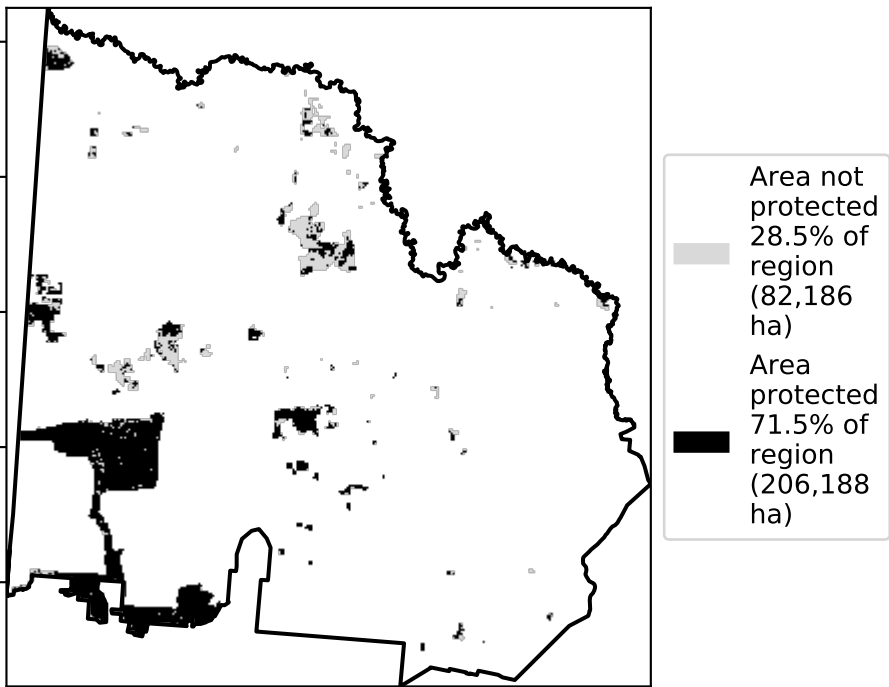 Area not
protected
28.5% of
region
(82,186
ha)
Area
protected
71.5% of
region
(206,188
ha)